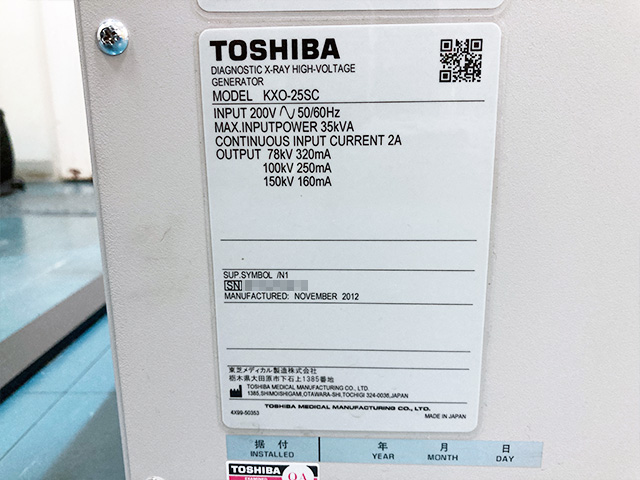 TOSHIBA
DIAGNOSTIC X-RAY HIGH-VOLTAGE
GENERATOR
MODEL KXO-25SC
INPUT 200V 50/60Hz
MAX.INPUTPOWER 35kVA
CONTINUOUS INPUT CURRENT 2A
OUTPUT 78kV 320mA
100kV 250mA
150kV 160mA
SUP.SYMBOL /N1
SN
MANUFACTURED: NOVEMBER 2012
東芝メディカル製造株式会社
栃木県大田原市下石上1385番地
TOSHIBA MEDICAL MANUFACTURING CO., LTD.
1385,SHIMOISHIGAMI,OTAWARA-SHI,TOCHIGI 324-0036,JAPAN
TOSHIBA MEDICAL MANUFACTURING CO., LTD.
4X99-50353 MADE IN JAPAN
据付 年 月 日
INSTALLED YEAR MONTH DAY
TOSHIBA
QA